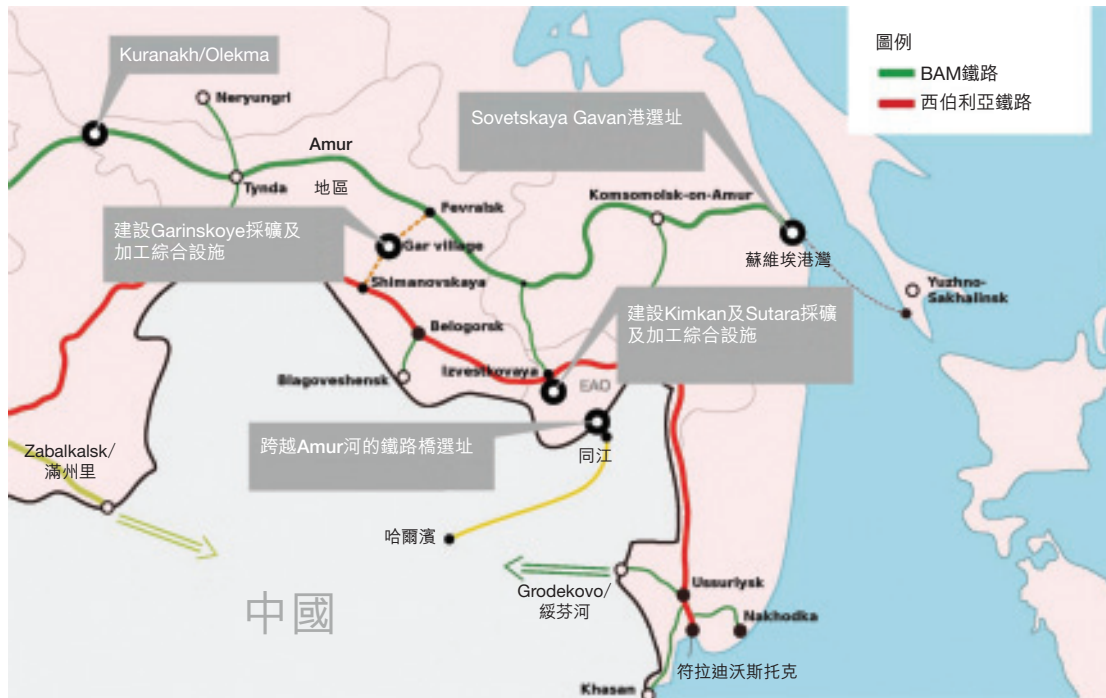 圖例
BAM鐵路
西伯利亞鐵路
Kuranakh/Olekma
Neryungri
Sovetskaya Gavan港選址
Amur
地區
Tynda
Komsomolsk-on-Amur
Fevralsk
建設Garinskoye採礦及
加工綜合設施
Gar village
蘇維埃港灣
Yuzhno-
Sakhalinsk
Shimanovskaya
建設Kimkan及Sutara採礦
及加工綜合設施
Belogorsk
Izvestkovaya
EAO
Blagoveshensk
跨越Amur河的鐵路橋選址
同江
Zabalkalsk/
滿州里
哈爾濱
中國
Grodekovo/
綏芬河
Ussuriysk
Nakhodka
符拉迪沃斯托克
Khasan